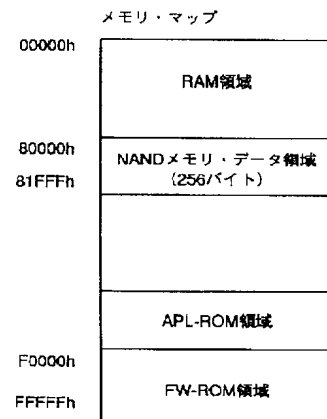 メモリ・マップ
00000h
RAM領域
80000h
NANDメモリ・データ領域
81FFFh
(256バイト)
APL-ROM領域
F0000h
FW-ROM領域
FFFFFh